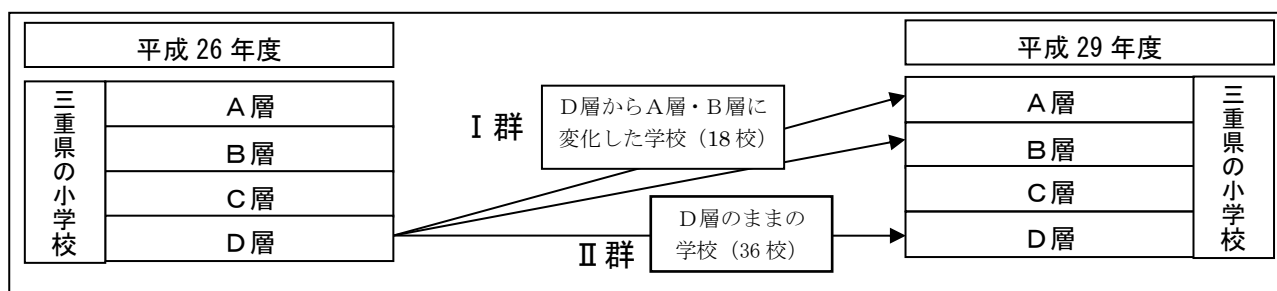 平成 26 年度
三重県の小学校
A層
B層
C層
D層
Ⅰ群
D層からA層・B層に
変化した学校（18 校）
Ⅱ群
D層のままの
学校（36 校）
平成 29 年度
A層
B層
C層
D層
三重県の小学校